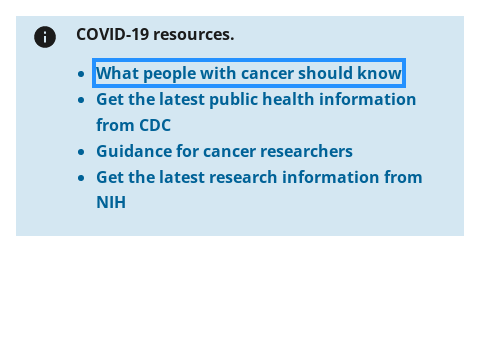 COVID-19 resources.
What people with cancer should know
Get the latest public health information
from CDC
Guidance for cancer researchers
Get the latest research information from
NIH